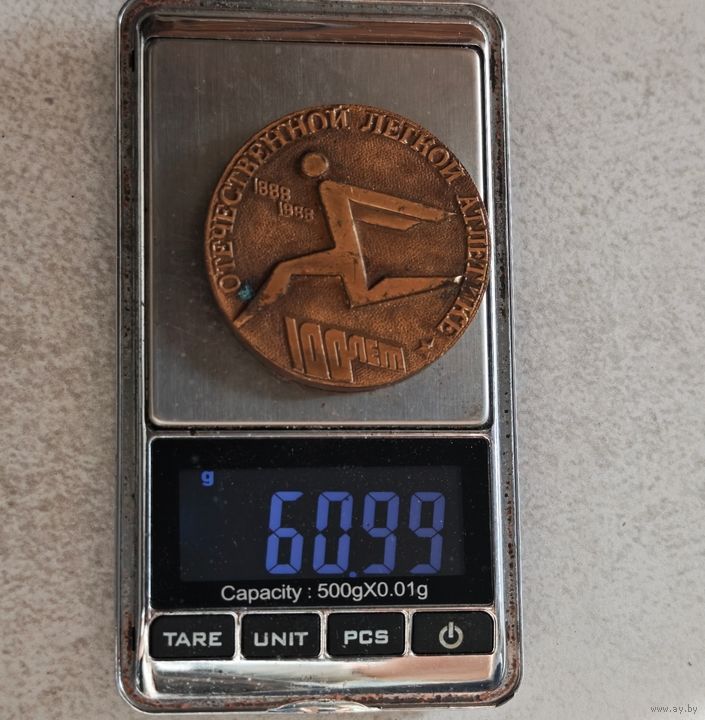 ОТЕЧЕСТВЕННОЙ ЛЕГКОЙ АТЛЕТИКЕ
1888
1988
100 ЛЕТ
g
60.99
Capacity : 500gX0.01g
TARE UNIT PCS
www.ay.by